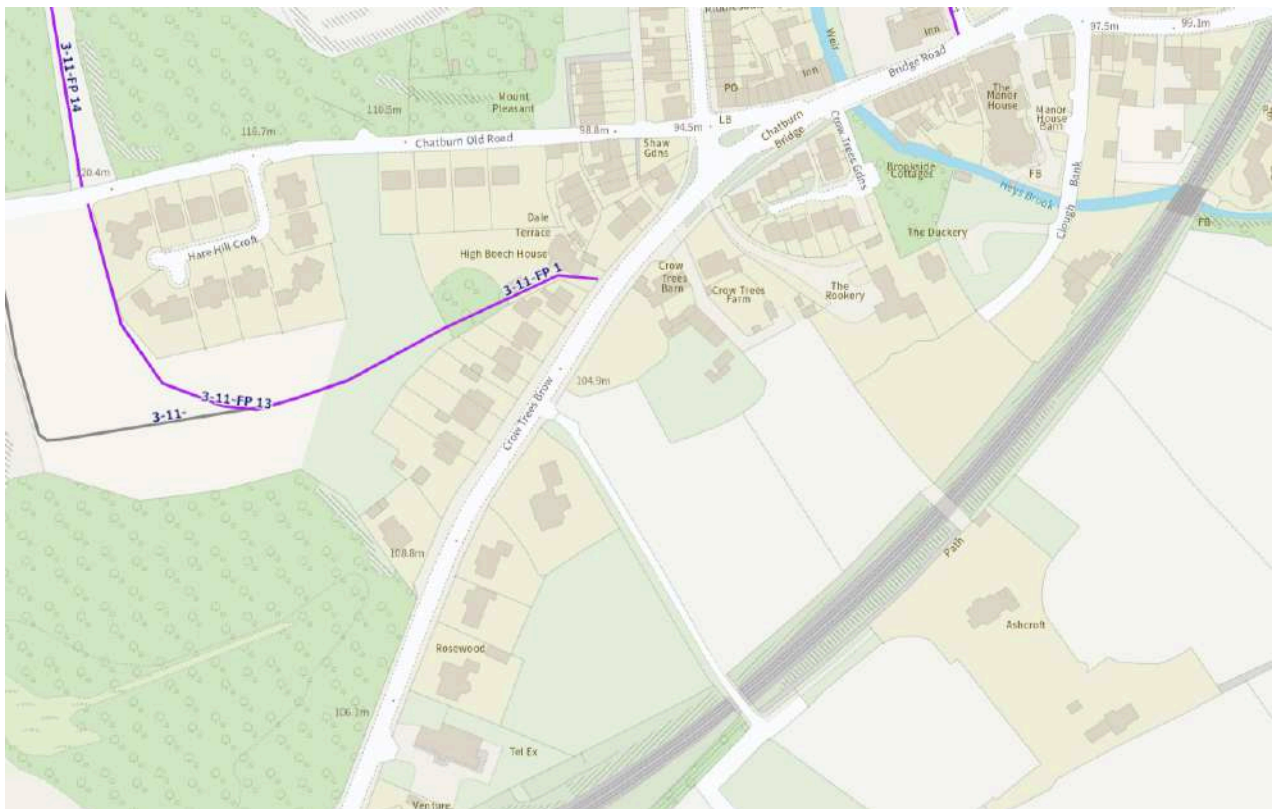 97.5m
99.1m
Inn
Weir
Bridge Road
Inn
3-11-FP 14
PO
The
Manor
House
Mount
Pleasant
110.5m
Manor
House
Barn
LB
116.7m
98.8m
94.5m
Chatburn Old Road
Chatburn
Bridge
Crow Trees Gdns
Shaw
Gdns
20.4m
Brookside
Cottages
FB
Heys Brook
Clough Bank
Dale
Terrace
FB
The Duckery
Hare Hill Croft
High Beech House
3-11-FP 1
Crow
Trees
Barn
Crow Trees
Farm
The
Rookery
104.9m
3-11-FP 13
3-11-
Crow Trees Brow
108.8m
Path
Ashcroft
Rosewood
106.1m
Tel Ex
Venture